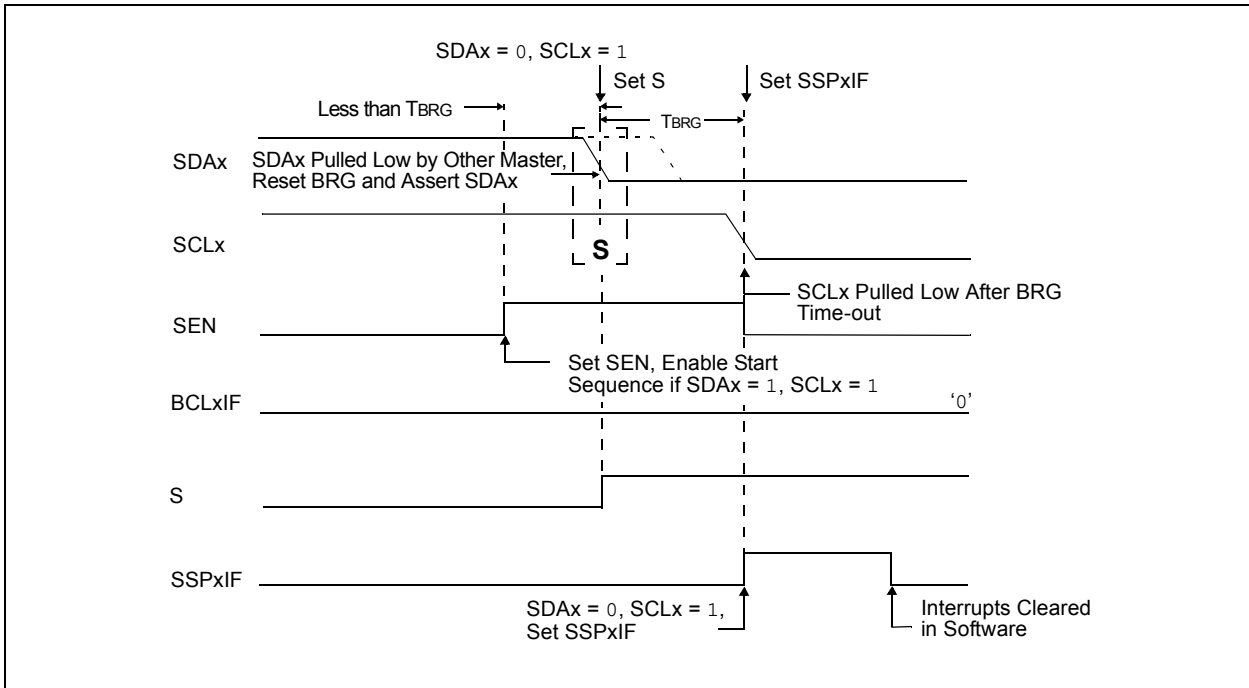 SDAx = 0, SCLx = 1
Set S
Set SSPxIF
Less than TBRG
TBRG
SDAx
SDAx Pulled Low by Other Master,
Reset BRG and Assert SDAx
SCLx
S
SCLx Pulled Low After BRG
Time-out
SEN
Set SEN, Enable Start
Sequence if SDAx = 1, SCLx = 1
BCLxIF
‘0’
S
SSPxIF
SDAx = 0, SCLx = 1,
Set SSPxIF
Interrupts Cleared
in Software